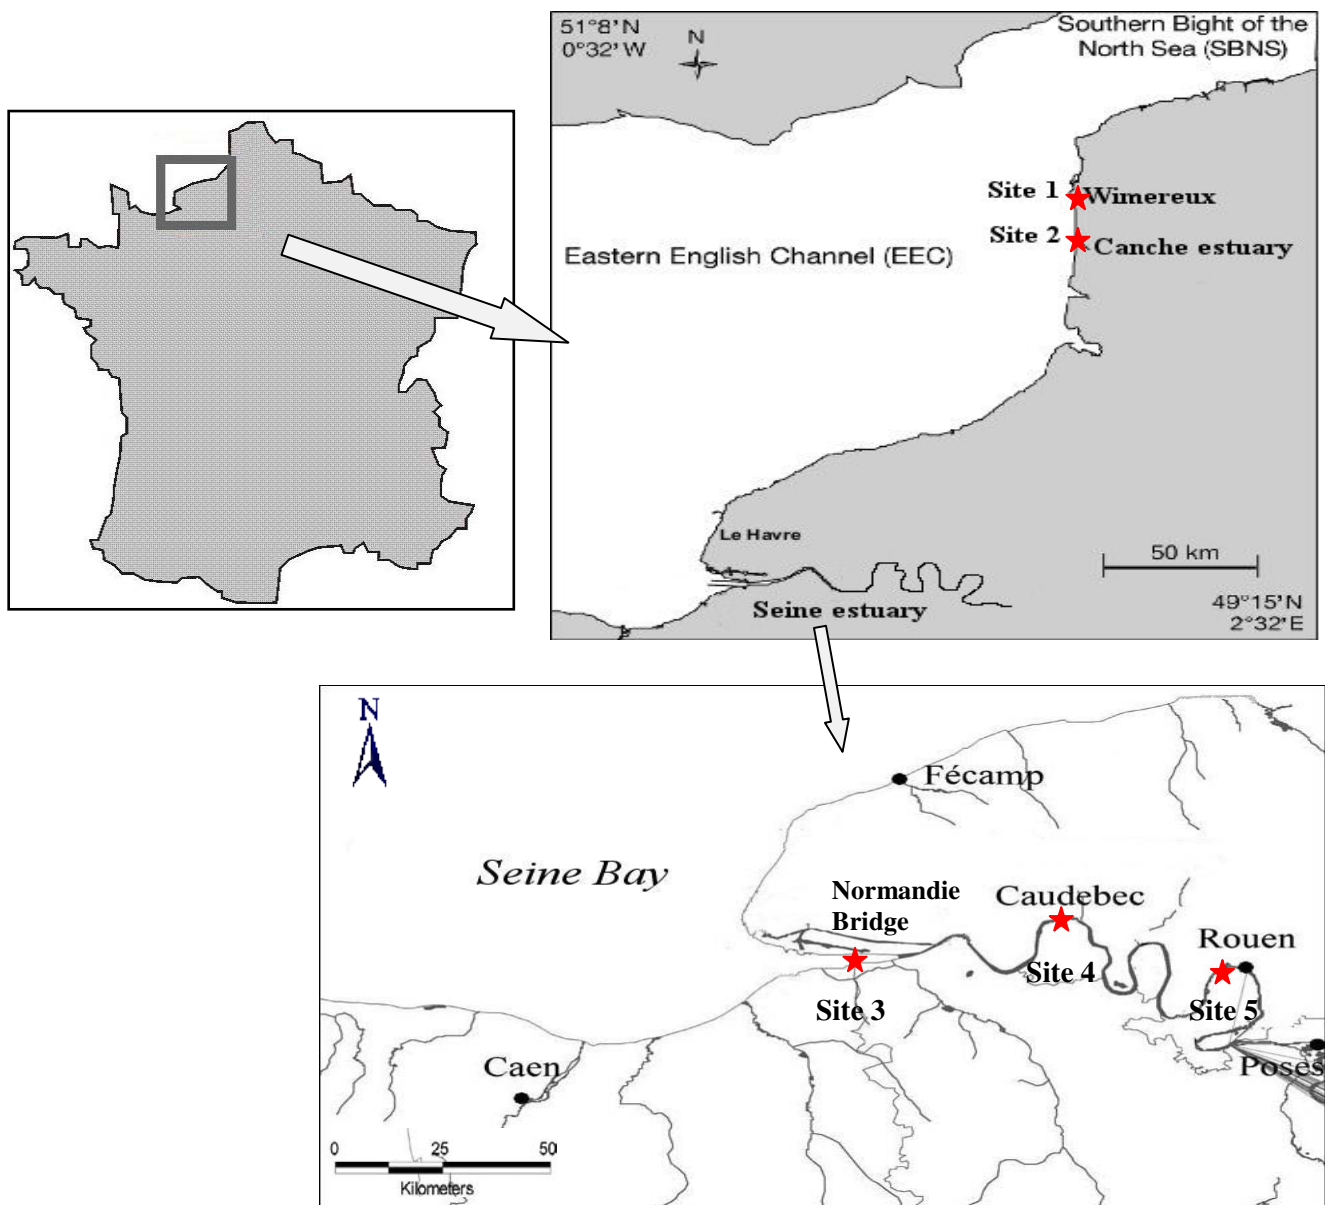 51°8'N
0°32'W
N
Southern Bight of the
North Sea (SBNS)
Site 1
Wimereux
Site 2
Canche estuary
Eastern English Channel (EEC)
Le Havre
50 km
Seine estuary
49°15'N
2°32'E
N
Fécamp
Seine Bay
Normandie
Bridge
Caudebec
Rouen
Site 4
Site 3
Site 5
Poses
Caen
0 25 50
Kilometers